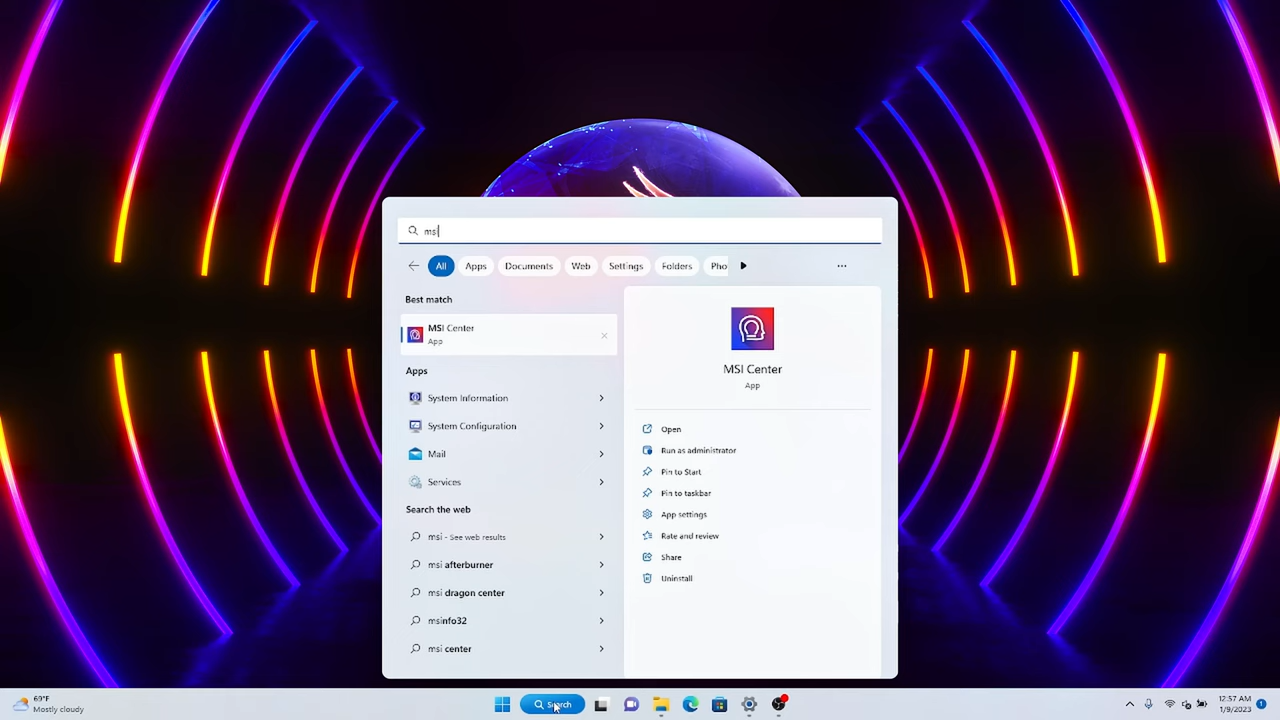 msi
All
Apps
Documents
Web
Settings
Folders
Pho
Best match
MSI Center
App
Apps
System Information
System Configuration
Mail
Services
Search the web
msi - See web results
msi afterburner
msi dragon center
msinfo32
msi center
MSI Center
App
Open
Run as administrator
Pin to Start
Pin to taskbar
App settings
Rate and review
Share
Uninstall
69°F
Mostly cloudy
Search
12:57 AM
1/9/2023
1